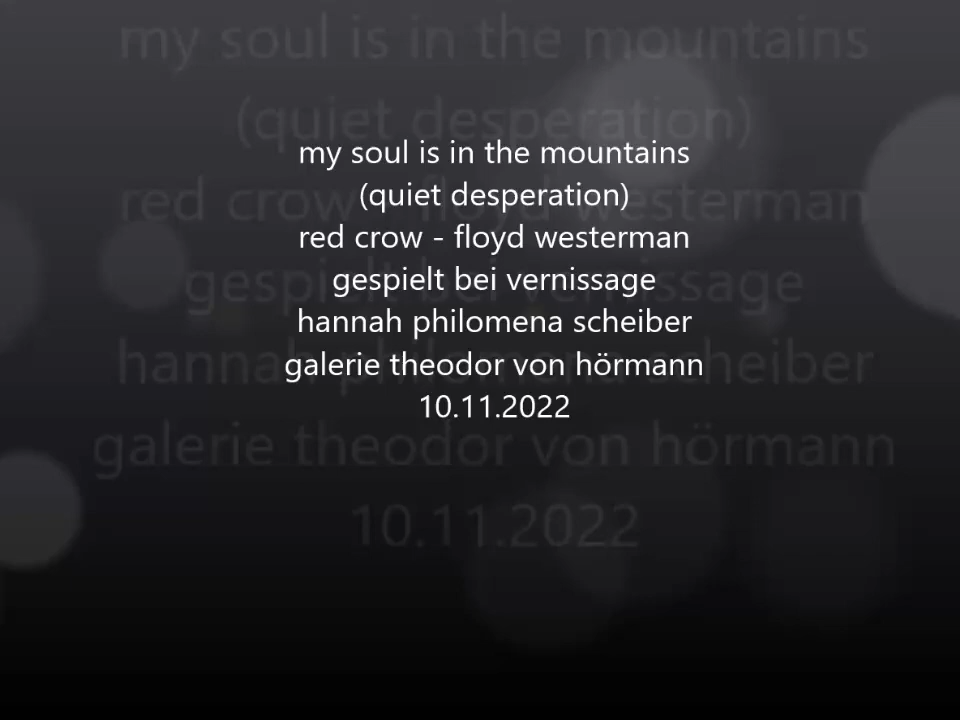 my soul is in the mountains
(quiet desperation)
red crow - floyd westerman
gespielt bei vernissage
hannah philomena scheiber
galerie theodor von hörmann
10.11.2022